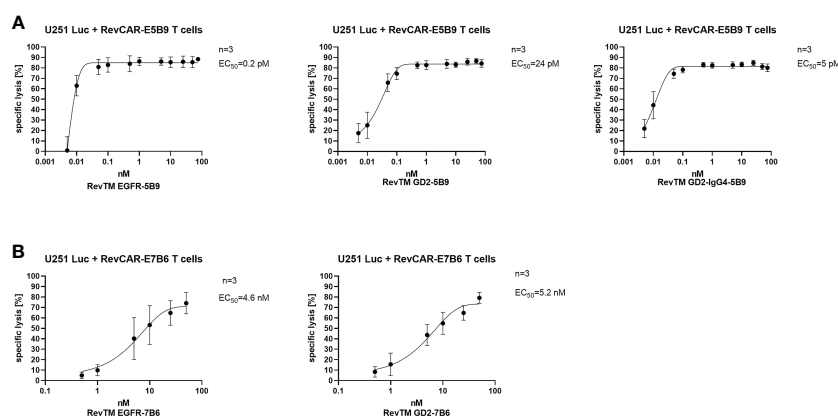 A
U251 Luc + RevCAR-E5B9 T cells
n=3
EC50=0.2 pM
specific lysis [%]
100
90
80
70
60
50
40
30
20
10
0
0.001 0.01 0.1 1 10 100
nM
RevTM EGFR-5B9
U251 Luc + RevCAR-E5B9 T cells
n=3
EC50=24 pM
specific lysis [%]
100
90
80
70
60
50
40
30
20
10
0
0.001 0.01 0.1 1 10 100
nM
RevTM GD2-5B9
U251 Luc + RevCAR-E5B9 T cells
n=3
EC50=5 pM
specific lysis [%]
100
90
80
70
60
50
40
30
20
10
0
0.001 0.01 0.1 1 10 100
nM
RevTM GD2-IgG4-5B9
B
U251 Luc + RevCAR-E7B6 T cells
n=3
EC50=4.6 nM
specific lysis [%]
100
90
80
70
60
50
40
30
20
10
0
0.1 1 10 100
nM
RevTM EGFR-7B6
U251 Luc + RevCAR-E7B6 T cells
n=3
EC50=5.2 nM
specific lysis [%]
100
90
80
70
60
50
40
30
20
10
0
0.1 1 10 100
nM
RevTM GD2-7B6